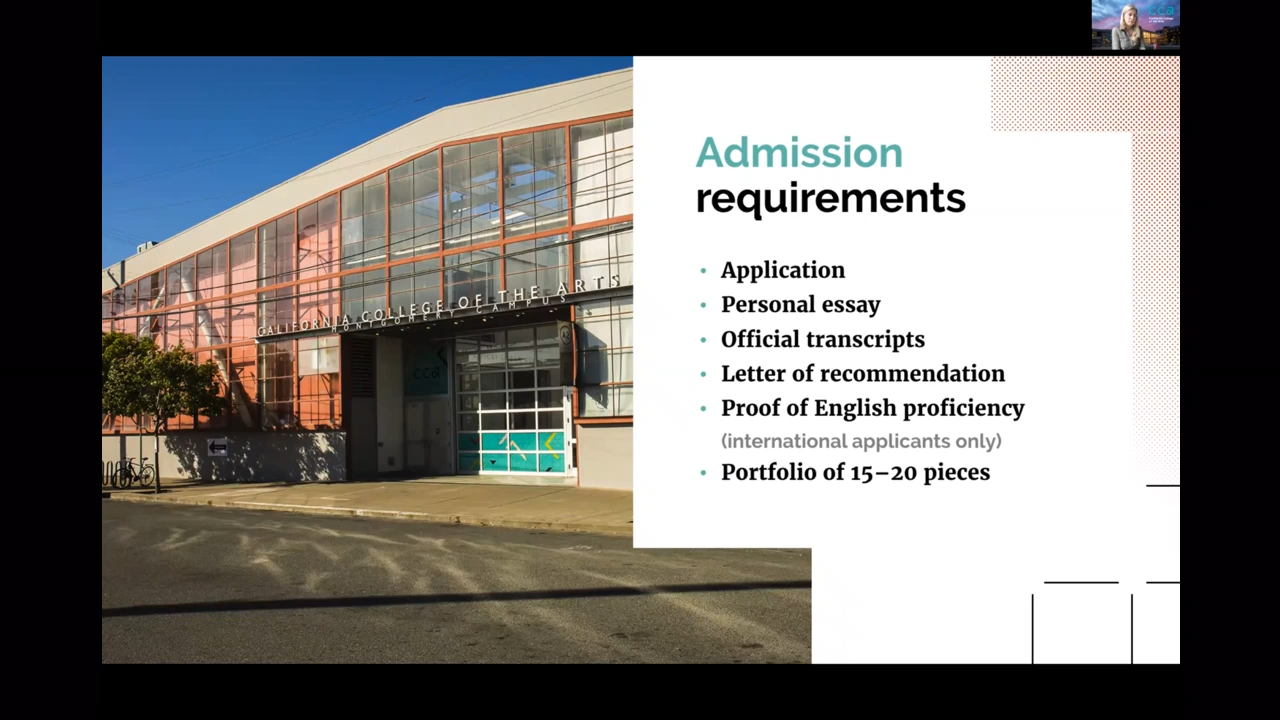 cca
Admission
requirements
• Application
• Personal essay
• Official transcripts
• Letter of recommendation
• Proof of English proficiency
(international applicants only)
• Portfolio of 15–20 pieces
CALIFORNIA COLLEGE OF THE ARTS
MONTGOMERY CAMPUS
cca